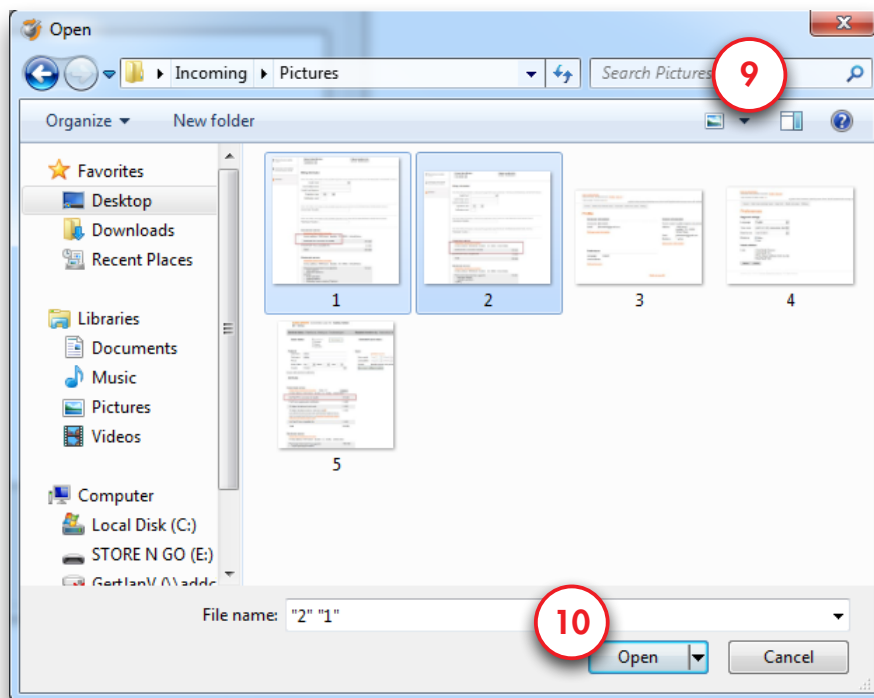 Open
Incoming Pictures
Search Pictures
9
Organize New folder
Favorites
Desktop
Downloads
Recent Places
Libraries
Documents
Music
Pictures
Videos
Computer
Local Disk (C:)
STORE N GO (E:)
1
2
3
4
5
File name: "2" "1"
10
Open Cancel